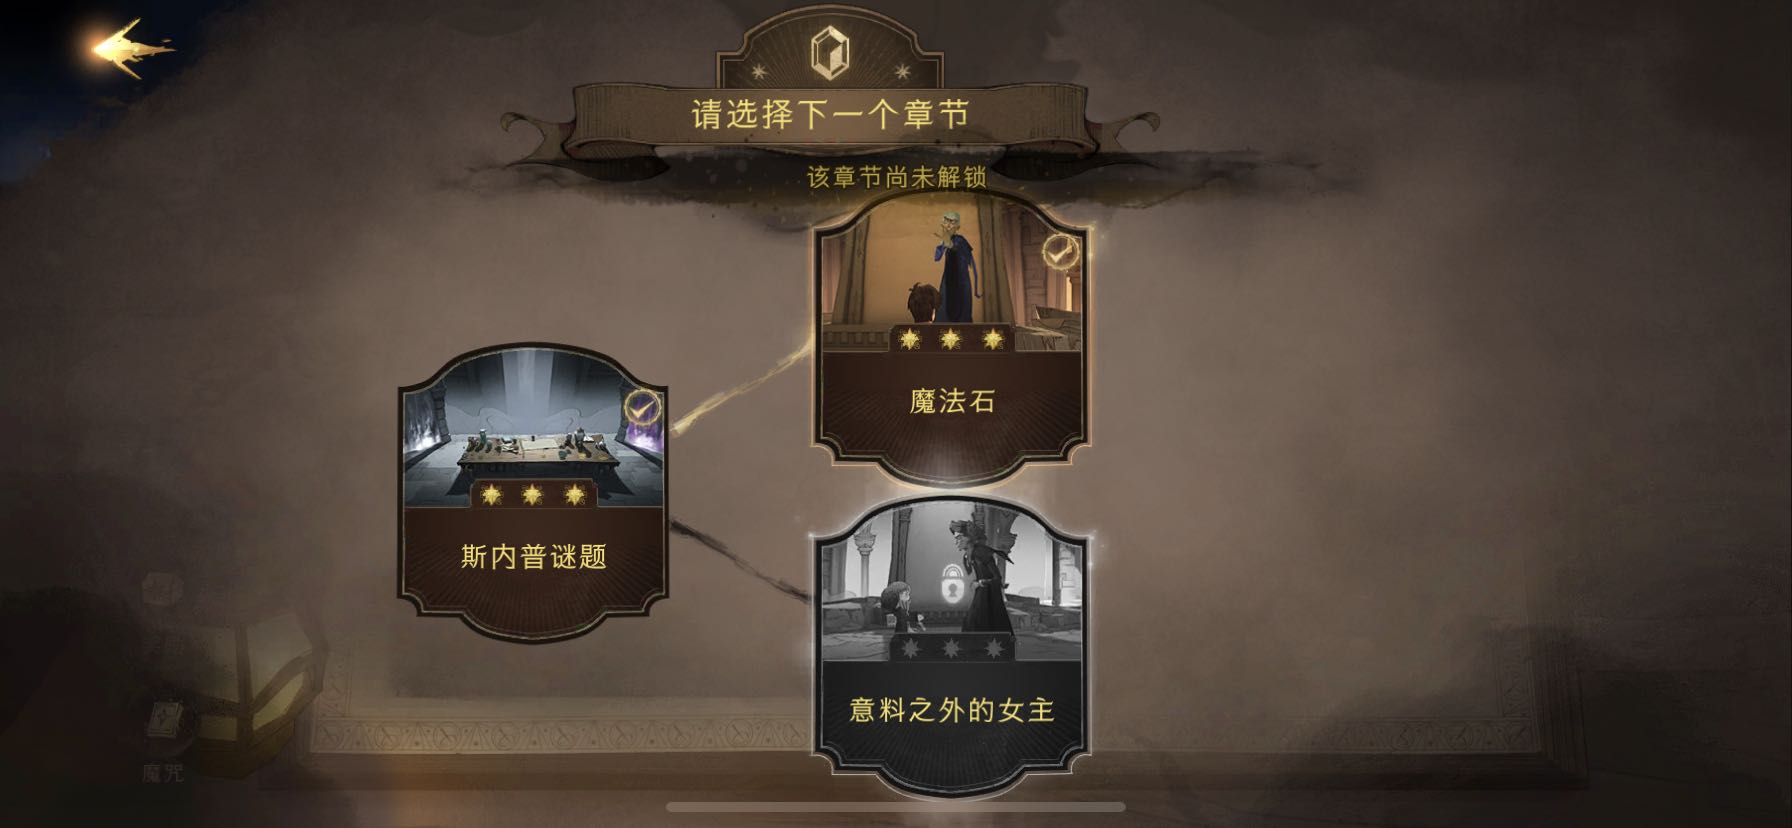 请选择下一个章节
该章节尚未解锁
魔法石
斯内普谜题
意料之外的女主
魔咒